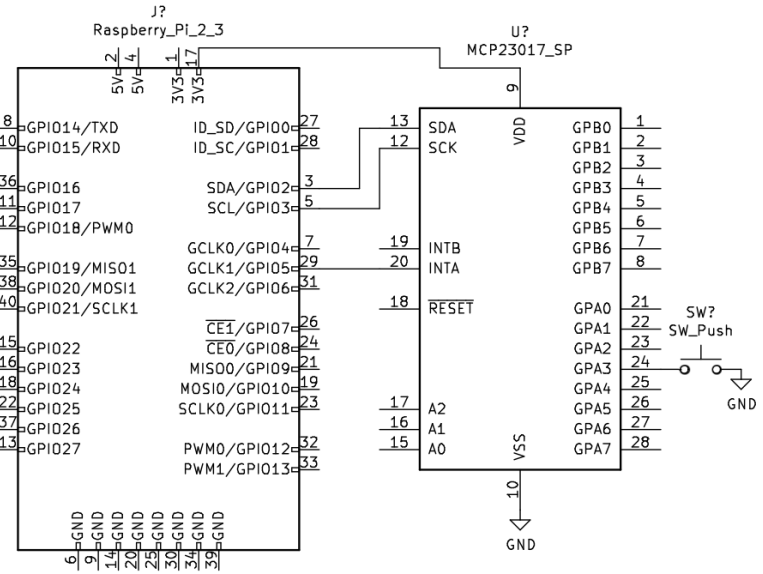 J?
Raspberry_Pi_2_3
U?
MCP23017_SP
2 4 1 17
5V 5V 3V3 3V3
8 GPIO14/TXD ID_SD/GPIO0 27
10 GPIO15/RXD ID_SC/GPIO1 28
36 GPIO16 SDA/GPIO2 3
11 GPIO17 SCL/GPIO3 5
12 GPIO18/PWM0
GCLK0/GPIO4 7
35 GPIO19/MISO1 GCLK1/GPIO5 29
38 GPIO20/MOSI1 GCLK2/GPIO6 31
40 GPIO21/SCLK1
CE1/GPIO7 26
15 GPIO22 CE0/GPIO8 24
16 GPIO23 MISO0/GPIO9 21
18 GPIO24 MOSI0/GPIO10 19
22 GPIO25 SCLK0/GPIO11 23
37 GPIO26
13 GPIO27 PWM0/GPIO12 32
PWM1/GPIO13 33
GND GND GND GND GND GND GND GND
6 9 14 20 25 30 34 39
9
VDD
13 SDA GPB0 1
12 SCK GPB1 2
GPB2 3
GPB3 4
GPB4 5
GPB5 6
19 INTB GPB6 7
20 INTA GPB7 8
18 RESET GPA0 21
GPA1 22
GPA2 23
GPA3 24
GPA4 25
17 A2 GPA5 26
16 A1 GPA6 27
15 A0 GPA7 28
VSS
10
GND
SW?
SW_Push
GND